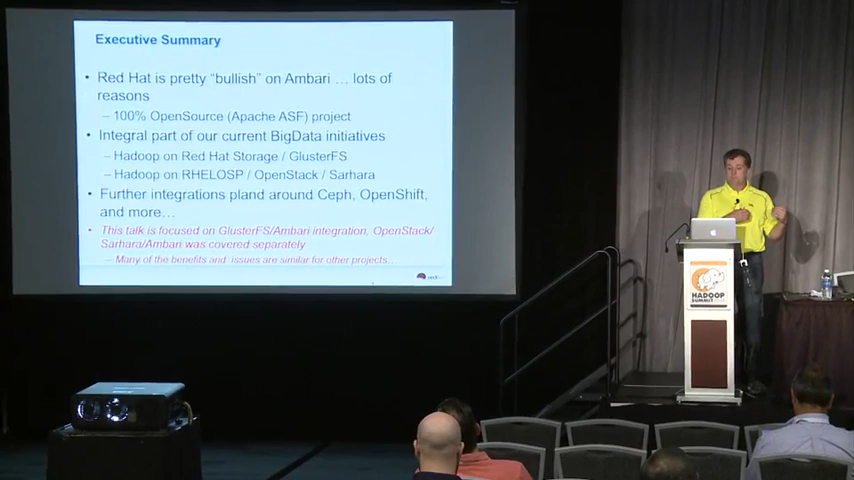 Executive Summary
• Red Hat is pretty “bullish” on Ambari … lots of
reasons
– 100% OpenSource (Apache ASF) project
• Integral part of our current BigData initiatives
– Hadoop on Red Hat Storage / GlusterFS
– Hadoop on RHELOSP / OpenStack / Sarhara
• Further integrations pland around Ceph, OpenShift,
and more…
• This talk is focused on GlusterFS/Ambari integration, OpenStack/
Sarhara/Ambari was covered separately
– Many of the benefits and issues are similar for other projects…
HADOOP
SUMMIT